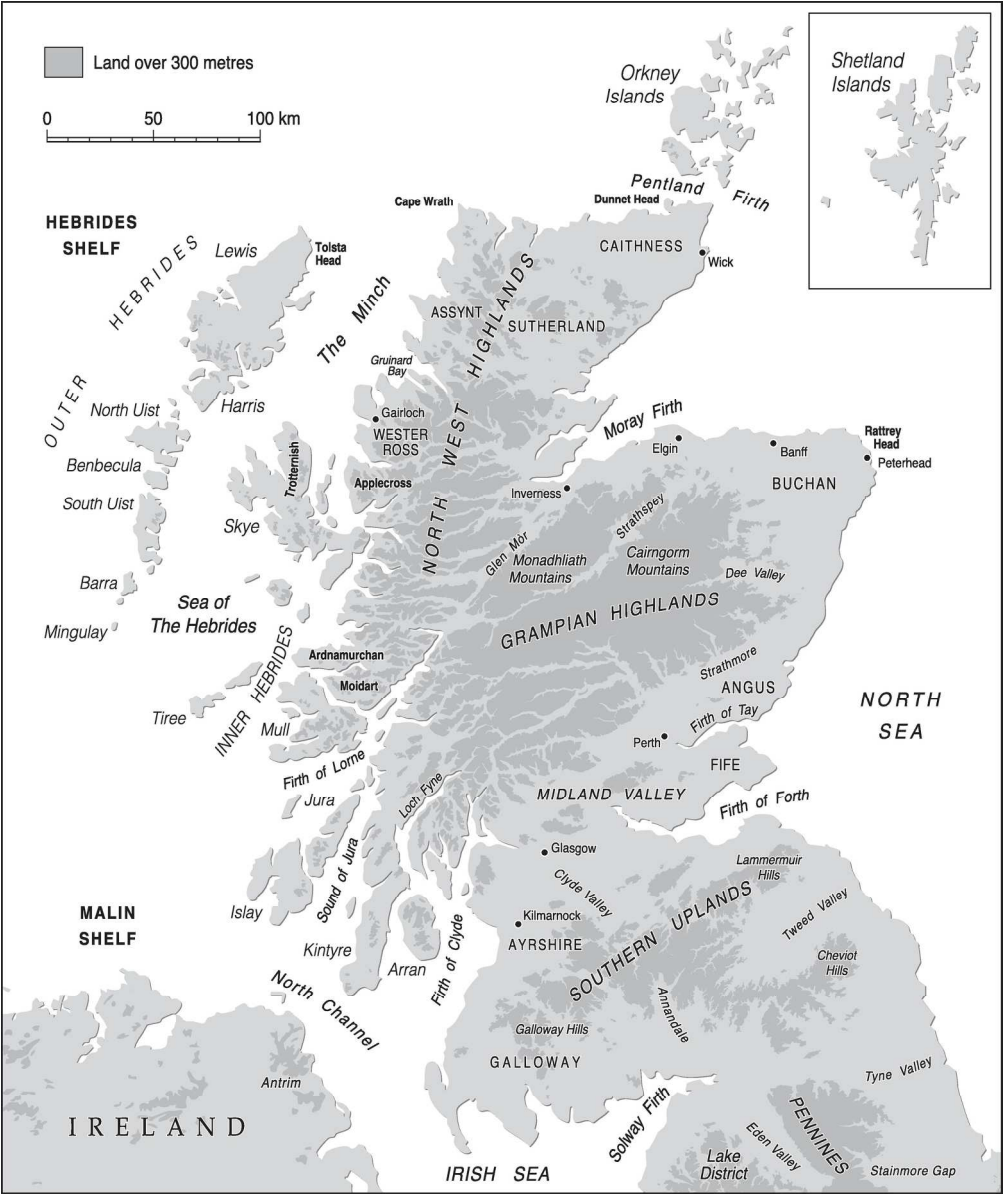 Land over 300 metres
0 50 100 km
Orkney
Islands
Shetland
Islands
Pentland Firth
Cape Wrath
Dunnet Head
HEBRIDES
SHELF
OUTER HEBRIDES
Lewis
Tolsta
Head
CAITHNESS
Wick
The Minch
ASSYNT
SUTHERLAND
NORTH WEST HIGHLANDS
Gruinard
Bay
North Uist
Harris
Gairloch
WESTER
ROSS
Moray Firth
Elgin
Banff
Rattrey
Head
Peterhead
Benbecula
Trotternish
Applecross
BUCHAN
South Uist
Inverness
Skye
Strathspey
Glen Mòr
Monadhliath
Mountains
Cairngorm
Mountains
Dee Valley
Barra
Sea of
The Hebrides
Mingulay
GRAMPIAN HIGHLANDS
INNER HEBRIDES
Ardnamurchan
Moidart
Strathmore
ANGUS
NORTH
SEA
Tiree
Mull
Firth of Tay
Perth
Firth of Lorne
FIFE
Jura
Loch Fyne
MIDLAND VALLEY
Firth of Forth
Glasgow
Lammermuir
Hills
Sound of Jura
Clyde Valley
Islay
Kilmarnock
AYRSHIRE
SOUTHERN UPLANDS
Tweed Valley
MALIN
SHELF
Kintyre
Arran
Firth of Clyde
Cheviot
Hills
North Channel
Annandale
Galloway Hills
GALLOWAY
Antrim
Tyne Valley
IRELAND
Solway Firth
PENNINES
Eden Valley
Lake
District
Stainmore Gap
IRISH SEA